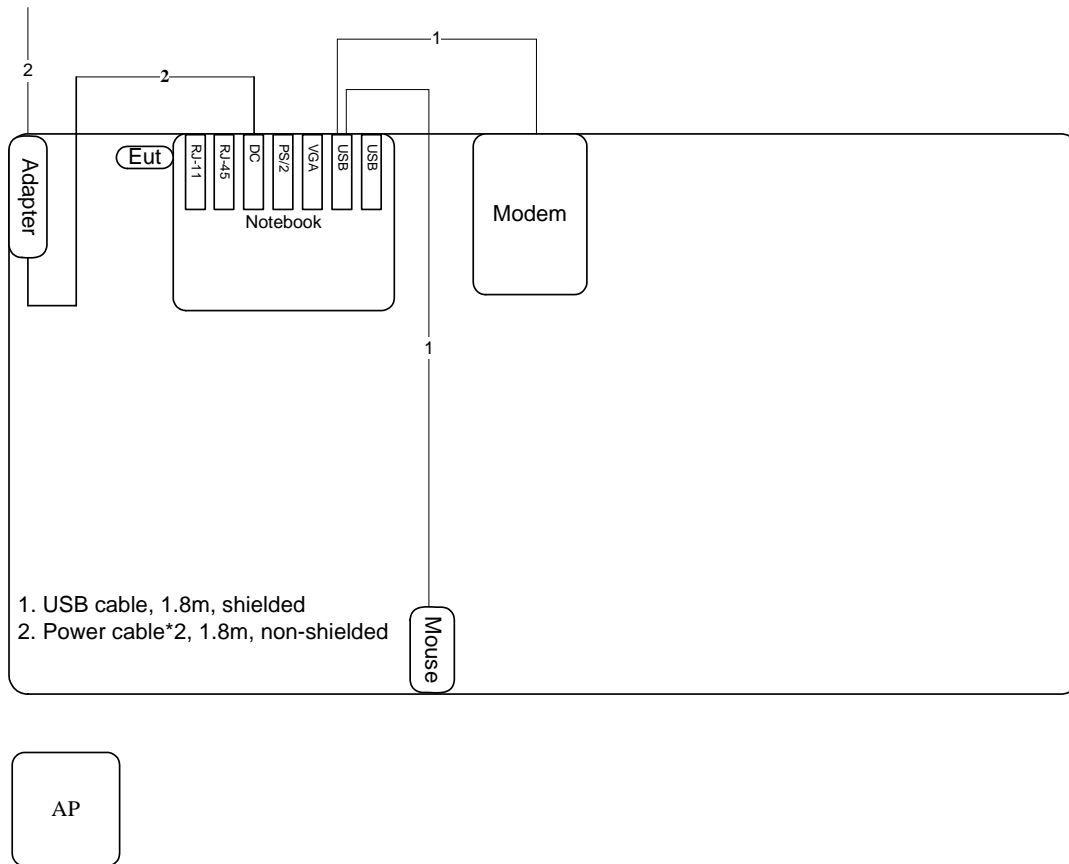 1
2
2
Adapter
Eut
RJ-11
RJ-45
DC
PS/2
VGA
USB
USB
Notebook
Modem
1
1. USB cable, 1.8m, shielded
2. Power cable*2, 1.8m, non-shielded
Mouse
AP